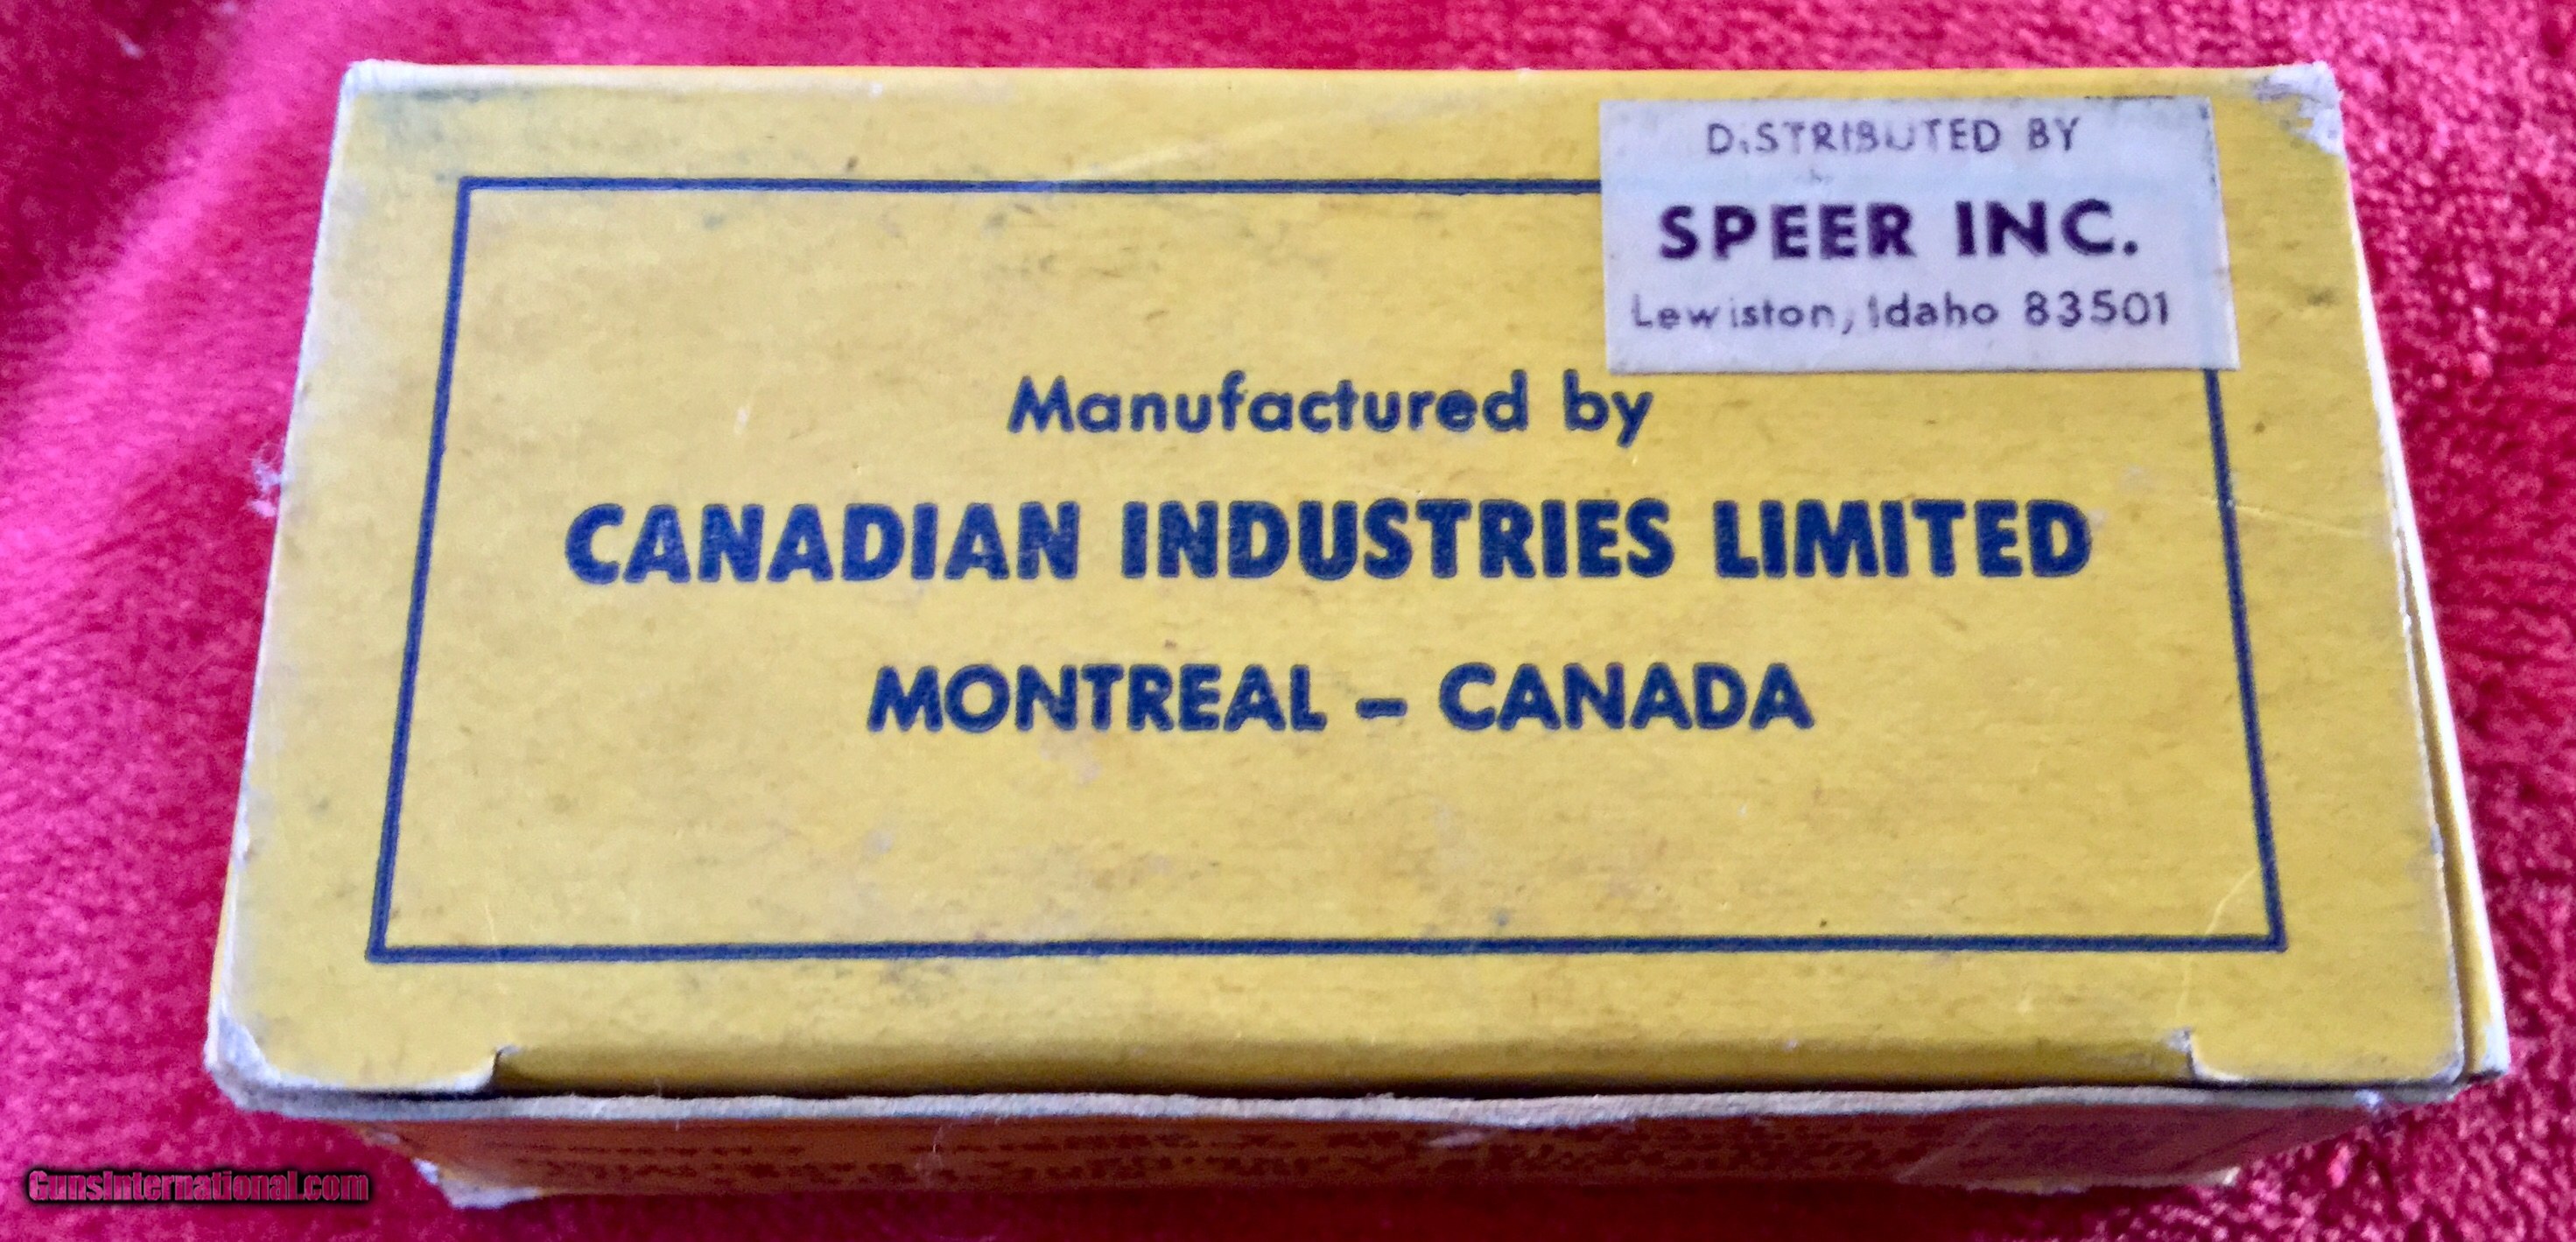 DISTRIBUTED BY
SPEER INC.
Lewiston, Idaho 83501
Manufactured by
CANADIAN INDUSTRIES LIMITED
MONTREAL – CANADA
GunsInternational.com